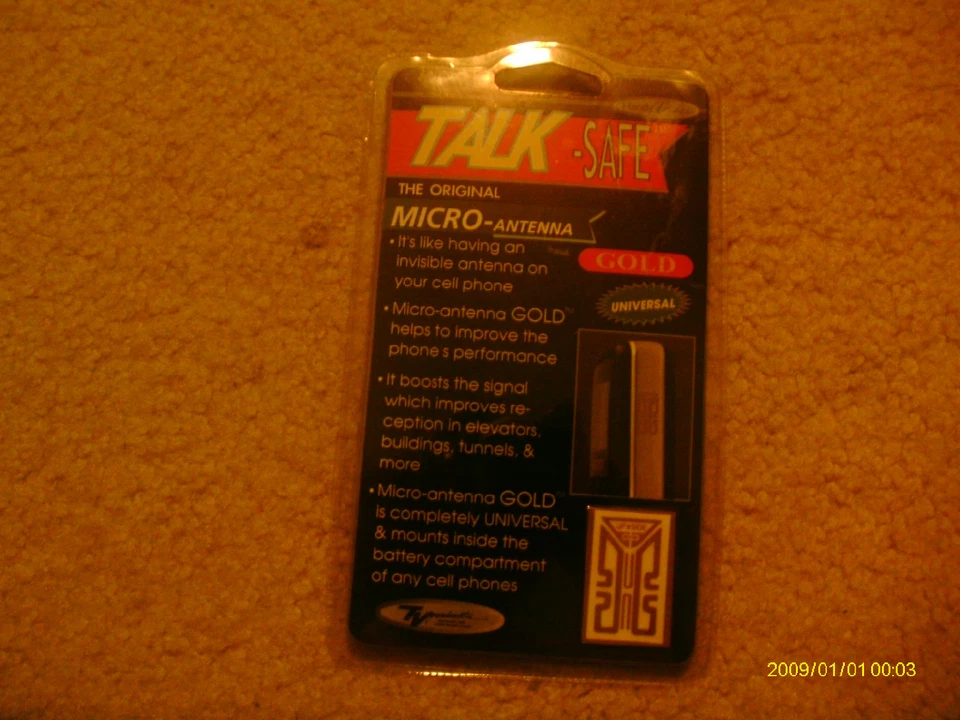 TALK -SAFE™
THE ORIGINAL
MICRO-ANTENNA
• It's like having an
invisible antenna on
your cell phone
GOLD
UNIVERSAL
• Micro-antenna GOLD™
helps to improve the
phone s performance
• It boosts the signal
which improves re-
ception in elevators,
buildings, tunnels, &
more
• Micro-antenna GOLD™
is completely UNIVERSAL
& mounts inside the
battery compartment
of any cell phones
2009/01/01 00:03